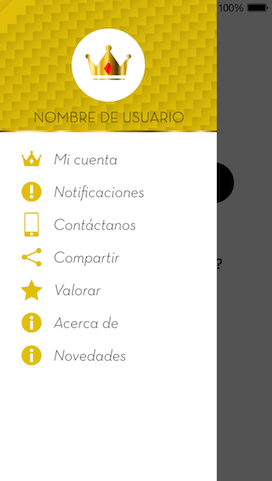 100%
NOMBRE DE USUARIO
Mi cuenta
Notificaciones
Contáctanos
?
Compartir
Valorar
Acerca de
Novedades